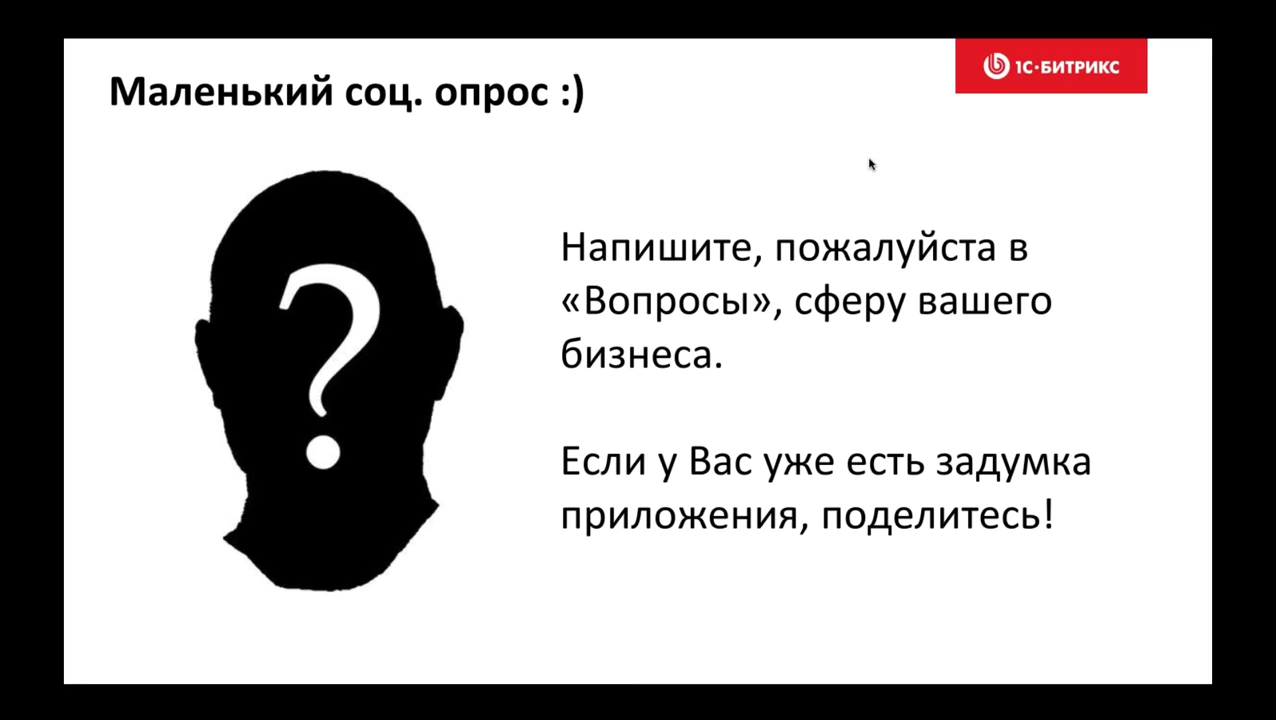 Маленький соц. опрос :)
1С·БИТРИКС
?
Напишите, пожалуйста в
«Вопросы», сферу вашего
бизнеса.
Если у Вас уже есть задумка
приложения, поделитесь!